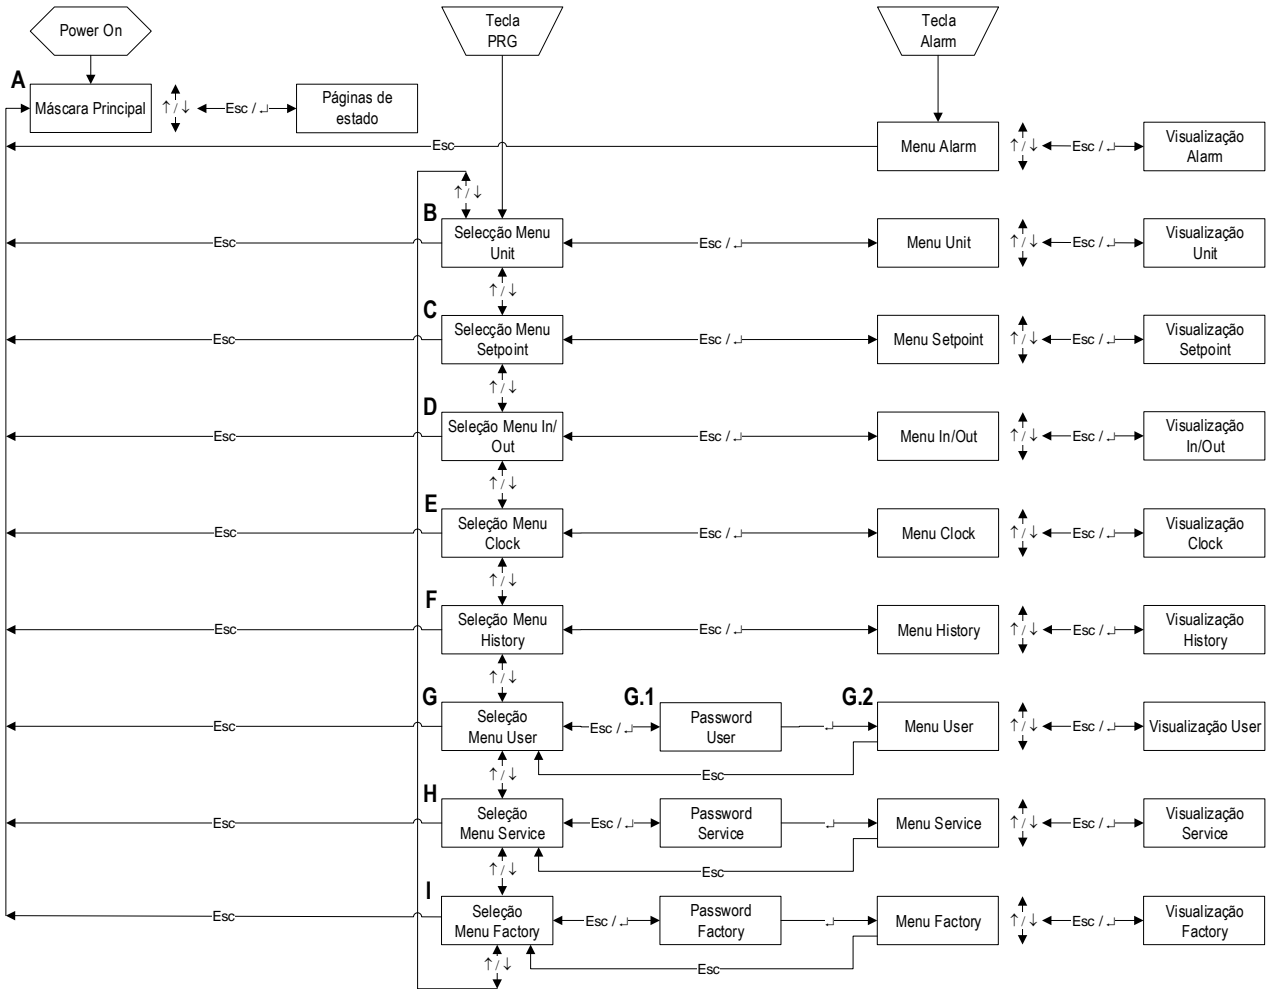 Power On
Tecla
PRG
Tecla
Alarm
A
Máscara Principal
↑ / ↓
Esc / ↵
Páginas de
estado
Esc
Menu Alarm
↑ / ↓
Esc / ↵
Visualização
Alarm
↑ / ↓
B
Esc
Selecção Menu
Unit
Esc / ↵
Menu Unit
↑ / ↓
Esc / ↵
Visualização
Unit
↑ / ↓
C
Esc
Selecção Menu
Setpoint
Esc / ↵
Menu Setpoint
↑ / ↓
Esc / ↵
Visualização
Setpoint
↑ / ↓
D
Esc
Seleção Menu In/
Out
Esc / ↵
Menu In/Out
↑ / ↓
Esc / ↵
Visualização
In/Out
↑ / ↓
E
Esc
Seleção Menu
Clock
Esc / ↵
Menu Clock
↑ / ↓
Esc / ↵
Visualização
Clock
↑ / ↓
F
Esc
Seleção Menu
History
Esc / ↵
Menu History
↑ / ↓
Esc / ↵
Visualização
History
↑ / ↓
G
Esc
Seleção
Menu User
Esc / ↵
G.1
Password
User
↵
G.2
Menu User
↑ / ↓
Esc / ↵
Visualização User
Esc
↑ / ↓
H
Esc
Seleção
Menu Service
Esc / ↵
Password
Service
↵
Menu Service
↑ / ↓
Esc / ↵
Visualização
Service
Esc
↑ / ↓
I
Esc
Seleção
Menu Factory
Esc / ↵
Password
Factory
↵
Menu Factory
↑ / ↓
Esc / ↵
Visualização
Factory
Esc
↑ / ↓